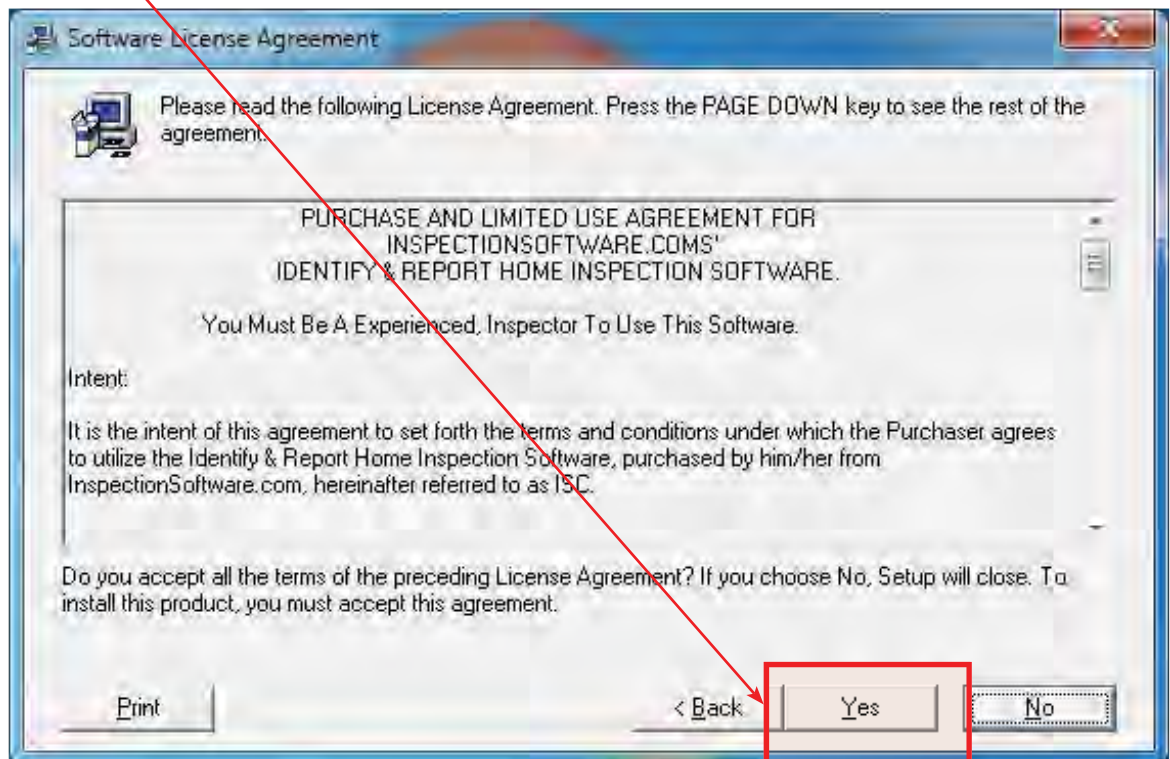 Software License Agreement
Please read the following License Agreement. Press the PAGE DOWN key to see the rest of the
agreement.
PURCHASE AND LIMITED USE AGREEMENT FOR
INSPECTIONSOFTWARE.COMS'
IDENTIFY & REPORT HOME INSPECTION SOFTWARE.
You Must Be A Experienced, Inspector To Use This Software.
Intent:
It is the intent of this agreement to set forth the terms and conditions under which the Purchaser agrees
to utilize the Identify & Report Home Inspection Software, purchased by him/her from
InspectionSoftware.com, hereinafter referred to as ISC.
Do you accept all the terms of the preceding License Agreement? If you choose No, Setup will close. To
install this product, you must accept this agreement.
Print
< Back
Yes
No